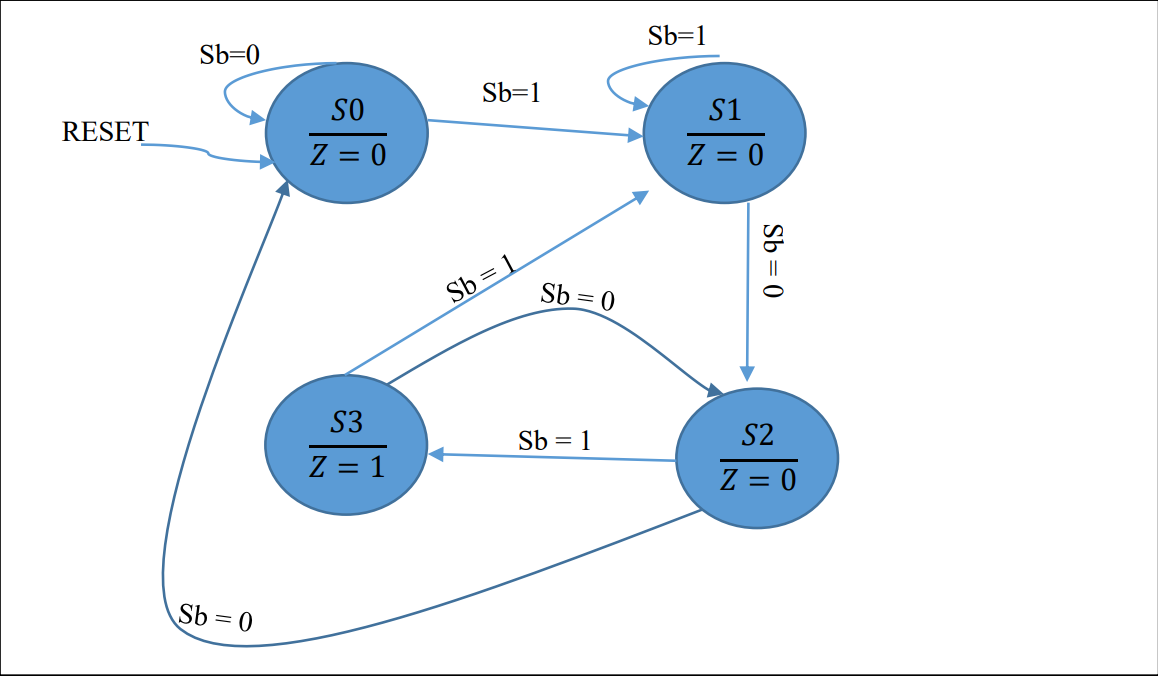 Sb=0
Sb=1
Sb=1
RESET
S0
Z = 0
S1
Z = 0
Sb = 0
Sb = 1
Sb = 0
S3
Z = 1
Sb = 1
S2
Z = 0
Sb = 0